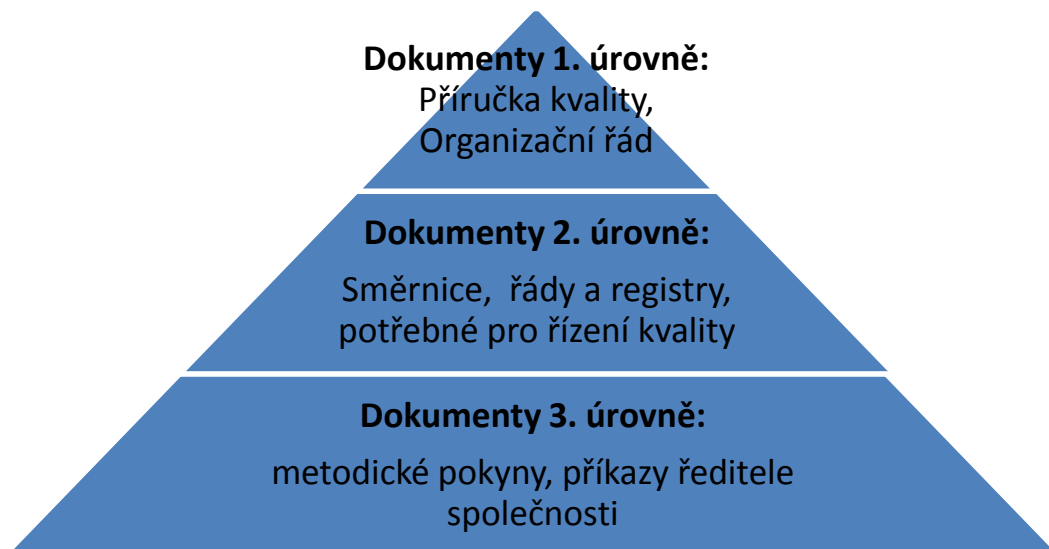 Dokumenty 1. úrovně:
Příručka kvality,
Organizační řád
Dokumenty 2. úrovně:
Směrnice, řády a registry,
potřebné pro řízení kvality
Dokumenty 3. úrovně:
metodické pokyny, příkazy ředitele
společnosti